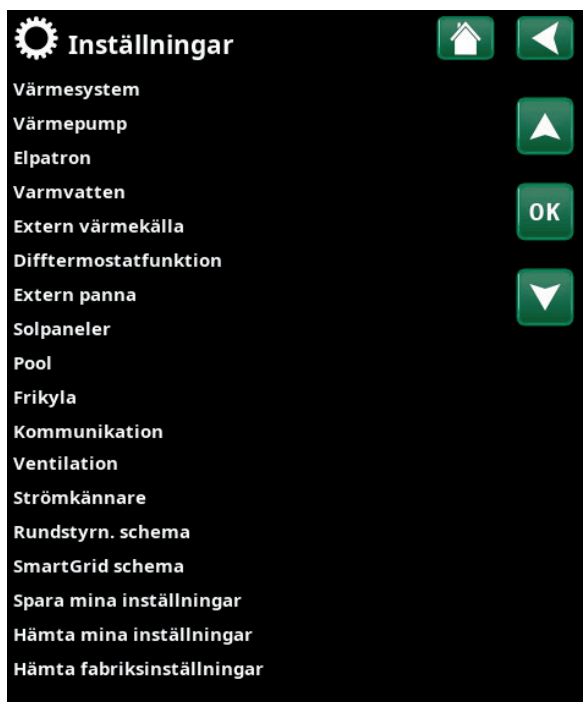 Inställningar
Värmesystem
Värmepump
Elpatron
Varmvatten
Extern värmekälla
Difftermostatfunktion
Extern panna
Solpaneler
Pool
Frikyla
Kommunikation
Ventilation
Strömkännare
Rundstyrn. schema
SmartGrid schema
Spara mina inställningar
Hämta mina inställningar
Hämta fabriksinställningar
OK